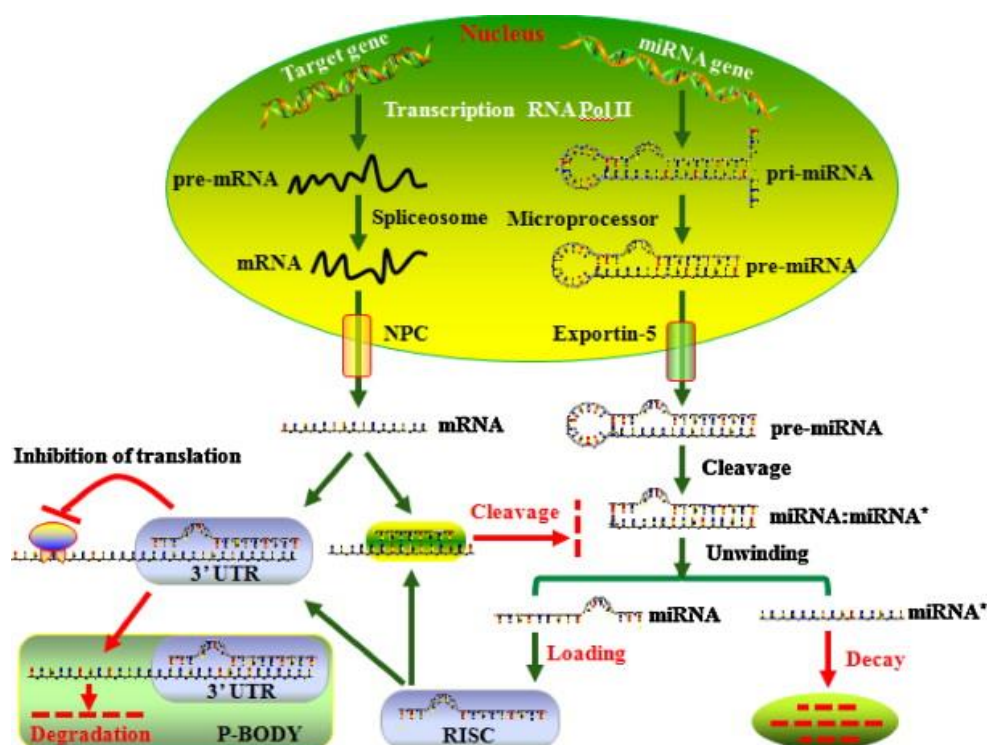 Nucleus
Target gene
miRNA gene
Transcription RNA Pol II
pre-mRNA
pri-miRNA
Spliceosome
Microprocessor
mRNA
pre-miRNA
NPC
Exportin-5
mRNA
pre-miRNA
Inhibition of translation
Cleavage
Cleavage
miRNA:miRNA*
Unwinding
3' UTR
miRNA
miRNA*
Loading
Decay
3' UTR
Degradation
P-BODY
RISC